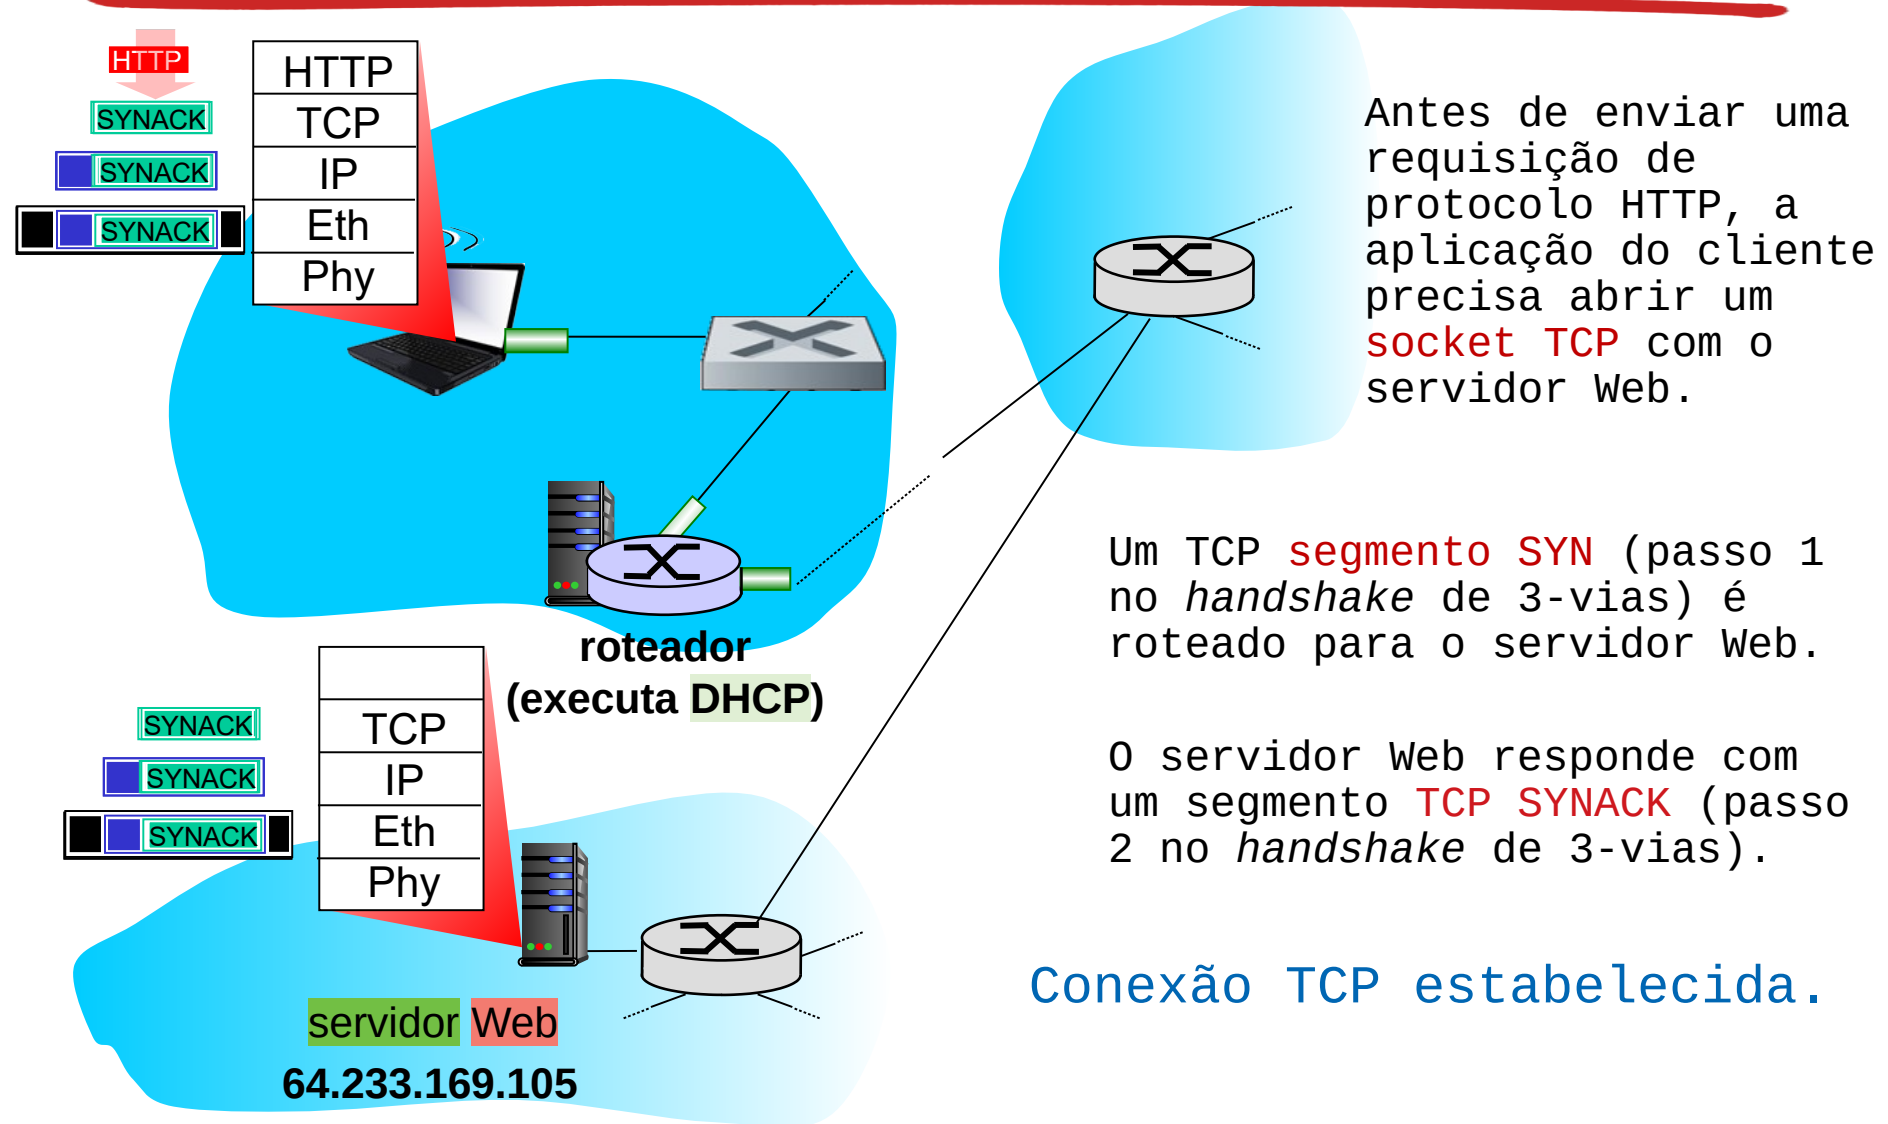 HTTP
SYNACK
SYNACK
SYNACK
HTTP
TCP
IP
Eth
Phy
Antes de enviar uma
requisição de
protocolo HTTP, a
aplicação do cliente
precisa abrir um
socket TCP com o
servidor Web.
roteador
(executa DHCP)
Um TCP segmento SYN (passo 1
no handshake de 3-vias) é
roteado para o servidor Web.
SYNACK
SYNACK
SYNACK
TCP
IP
Eth
Phy
O servidor Web responde com
um segmento TCP SYNACK (passo
2 no handshake de 3-vias).
Conexão TCP estabelecida.
servidor Web
64.233.169.105